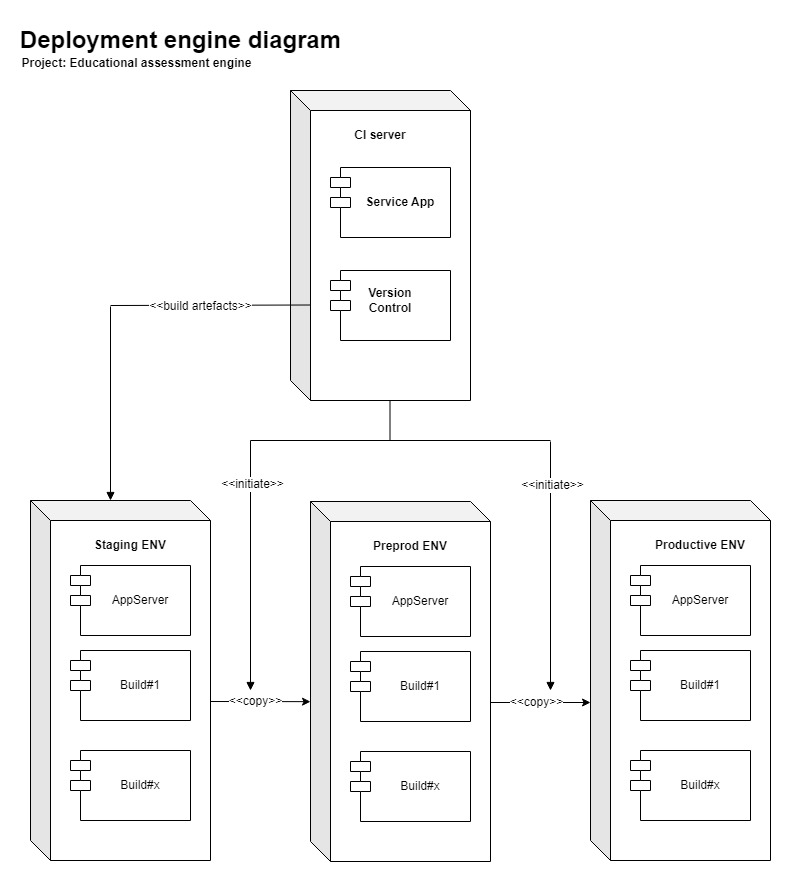 Deployment engine diagram
Project: Educational assessment engine
CI server
Service App
Version
Control
<<build artefacts>>
<<initiate>>
<<initiate>>
Staging ENV
AppServer
Build#1
Build#x
<<copy>>
Preprod ENV
AppServer
Build#1
Build#x
<<copy>>
Productive ENV
AppServer
Build#1
Build#x